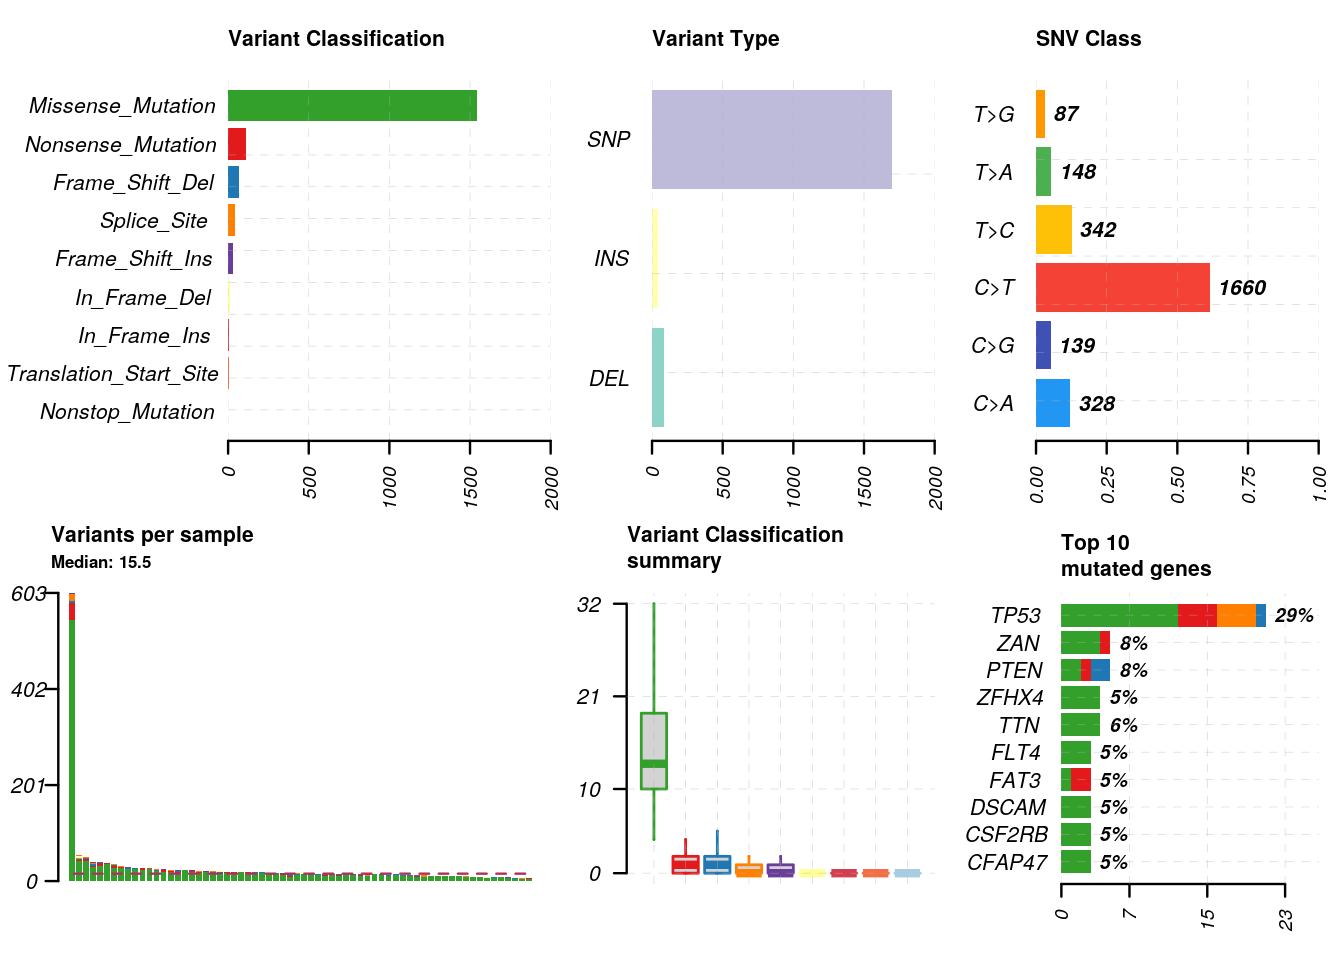 Variant Classification
Missense_Mutation
Nonsense_Mutation
Frame_Shift_Del
Splice_Site
Frame_Shift_Ins
In_Frame_Del
In_Frame_Ins
Translation_Start_Site
Nonstop_Mutation
0
500
1000
1500
2000
Variant Type
SNP
INS
DEL
0
500
1000
1500
2000
SNV Class
T>G 87
T>A 148
T>C 342
C>T 1660
C>G 139
C>A 328
0.00
0.25
0.50
0.75
1.00
Variants per sample
Median: 15.5
603
402
201
0
Variant Classification
summary
32
21
10
0
Top 10
mutated genes
TP53 29%
ZAN 8%
PTEN 8%
ZFHX4 5%
TTN 6%
FLT4 5%
FAT3 5%
DSCAM 5%
CSF2RB 5%
CFAP47 5%
0
7
15
23